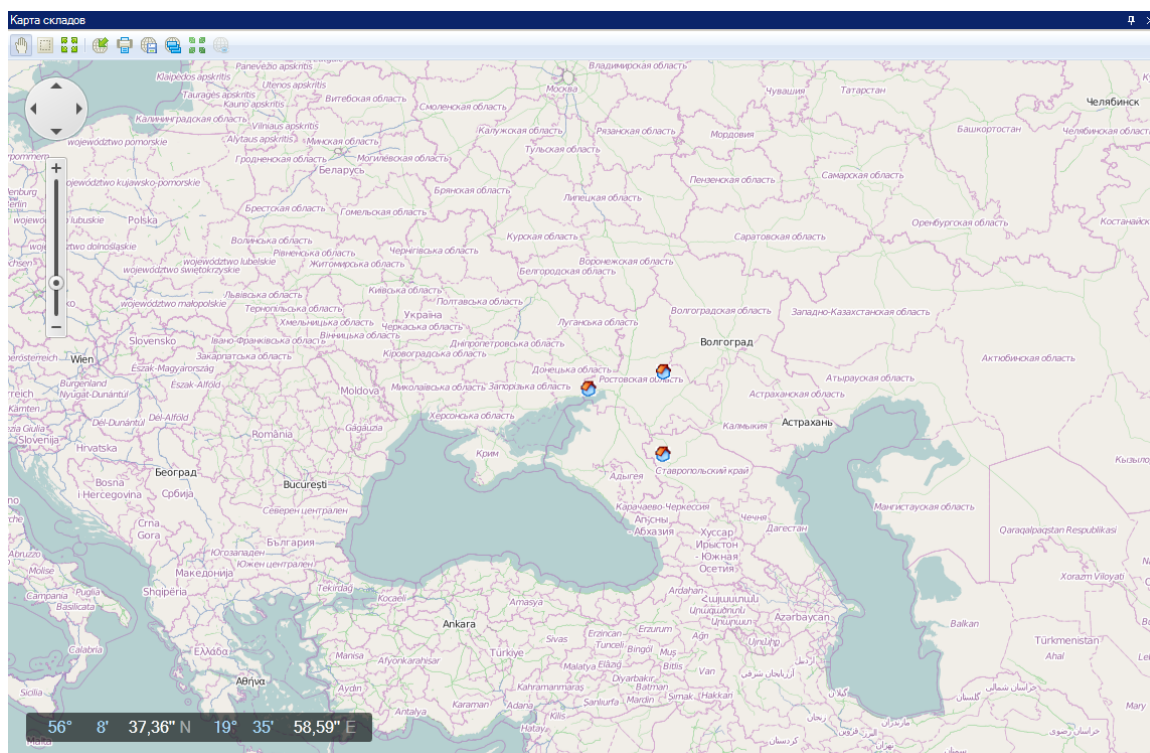 Карта складов
Panevėžio apskritis
Владимирская область
Klaipėdos apskritis
Utenos apskritis
Москва
Чувашия
Татарстан
Tauragės apskritis
Kauno apskritis
Витебская область
Смоленская область
Челябинск
Калининградская область
Vilniaus apskritis
Alytaus apskritis
Минская область
Калужская область
Рязанская область
Мордовия
Башкортостан
Челябинская область
województwo pomorskie
Тульская область
Гродненская область
Могилёвская область
Беларусь
Пензенская область
Самарская область
województwo kujawsko-pomorskie
Брянская область
Липецкая область
województwo lubuskie
Polska
Брестская область
Гомельская область
Оренбургская область
Костанайск
województwo dolnośląskie
Волинська область
Рівненська область
województwo lubelskie
Чернігівська область
Курская область
Саратовская область
województwo świętokrzyskie
Житомирська область
Воронежская область
Белгородская область
województwo małopolskie
Львівська область
Тернопільська область
Київська область
Полтавська область
Україна
Волгоградская область
Западно-Казахстанская область
Хмельницька область
Вінницька область
Черкаська область
Луганська область
Slovensko
Івано-Франківська область
Закарпатська область
Кіровоградська область
Дніпропетровська область
Волгоград
Wien
Észak-Magyarország
Донецька область
Актюбинская область
Burgenland
Észak-Alföld
Moldova
Миколаївська область
Запорізька область
Ростовская область
Атырауская область
Nyugat-Dunántúl
Астраханская область
Dél-Dunántúl
Dél-Alföld
Găgăuzia
Херсонська область
Калмыкия
Астрахань
Slovenija
România
Hrvatska
Крим
Београд
Ставропольский край
Bosna
i Hercegovina
Србија
București
Адыгея
Crna
Gora
Северен централен
Карачаево-Черкессия
Аԥсны
Абхазия
Чечня
Дагестан
Мангистауская область
Qaraqalpaqstan Respublikasi
Abruzzo
Югозападен
България
Южен централен
Хуссар
Ирыстон
Южная
Осетия
Molise
Македонија
Campania
Puglia
Basilicata
Shqipëria
Tekirdağ
Kocaeli
Amasya
Ardahan
Հայաստան
Xorazm Viloyati
Ankara
Azərbaycan
Balkan
Türkmenistan
Ahal
Calabria
Ελλάδα
Manisa
Afyonkarahisar
Türkiye
Sivas
Erzincan
Erzurum
Tunceli
Bingöl
Muş
Ağrı
Malatya
Elâzığ
Bitlis
Van
Αθήνα
Aydın
Kahramanmaraş
Diyarbakır
Batman
Mary
Sicilia
Antalya
Karaman
Adana
Şanlıurfa
Mardin
Şırnak
Hakkari
Kilis
Hatay
Malta
56° 8' 37,36" N 19° 35' 58,59" E